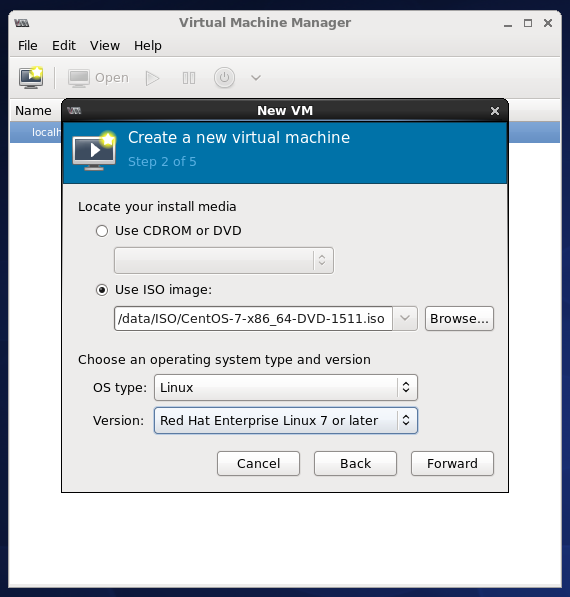 Virtual Machine Manager
File Edit View Help
Open
Name
New VM
Create a new virtual machine
Step 2 of 5
Locate your install media
Use CDROM or DVD
Use ISO image:
/data/ISO/CentOS-7-x86_64-DVD-1511.iso Browse...
Choose an operating system type and version
OS type: Linux
Version: Red Hat Enterprise Linux 7 or later
Cancel Back Forward